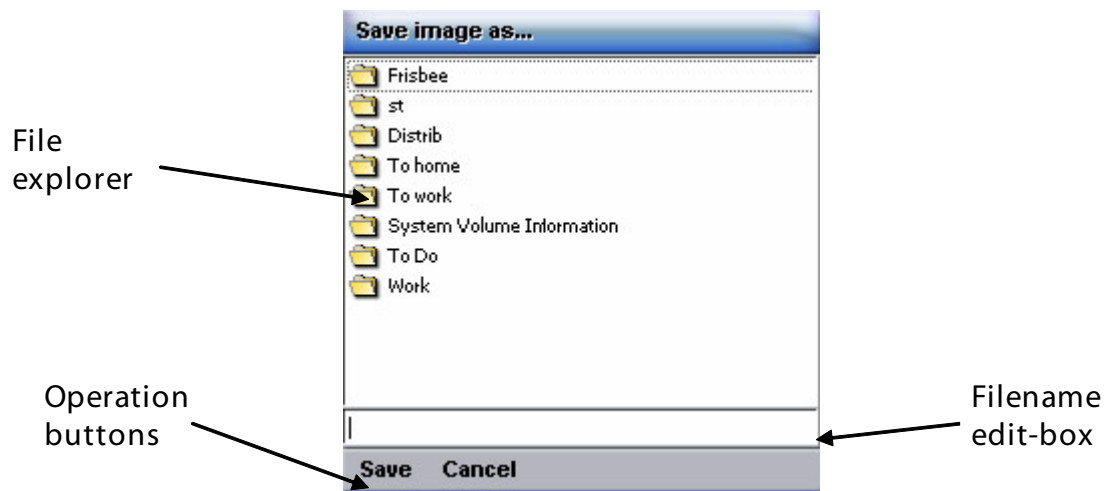 Save image as...
Frisbee
st
Distrib
To home
To work
System Volume Information
To Do
Work
File
explorer
Operation
buttons
Filename
edit-box
Save Cancel